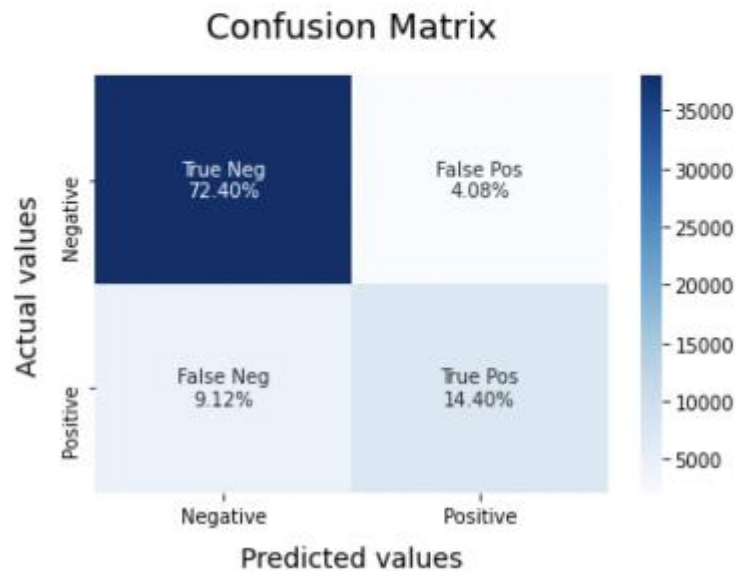 Confusion Matrix
Actual values
Negative
Positive
True Neg
72.40%
False Pos
4.08%
False Neg
9.12%
True Pos
14.40%
Negative
Positive
Predicted values
35000
30000
25000
20000
15000
10000
5000